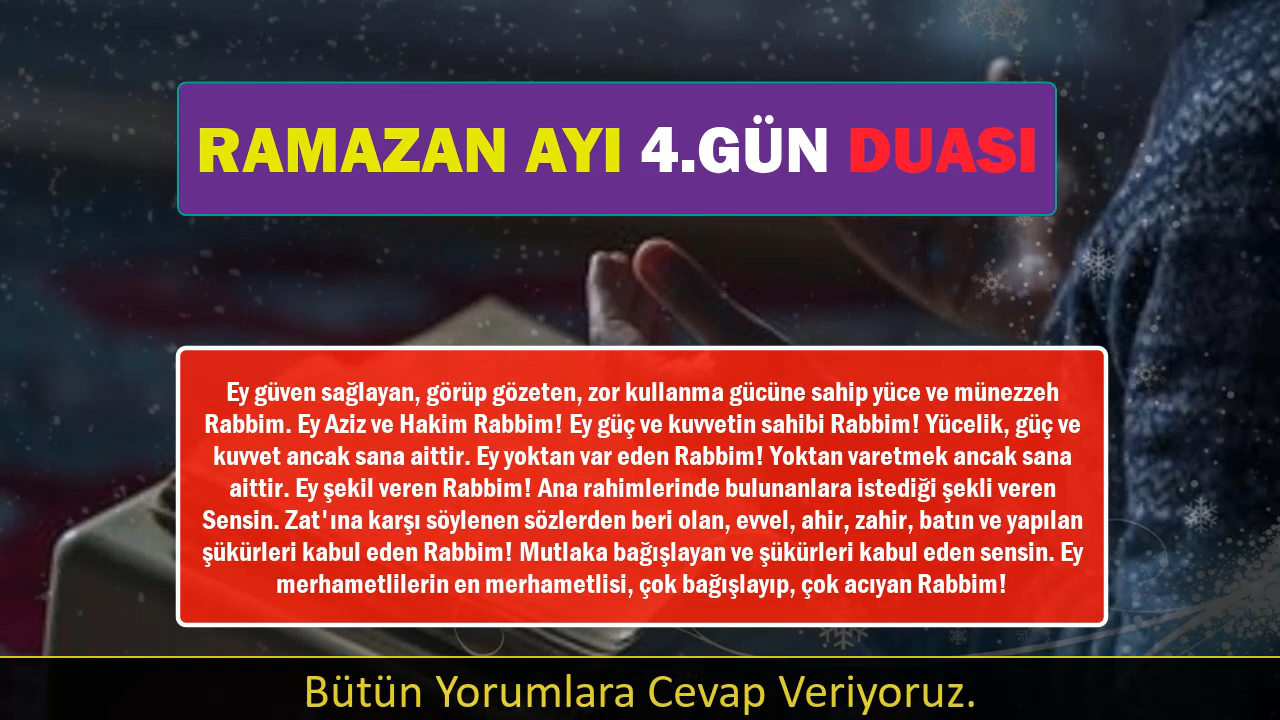 RAMAZAN AYI 4.GÜN DUASI
Ey güven sağlayan, görüp gözeten, zor kullanma gücüne sahip yüce ve münezzeh
Rabbim. Ey Aziz ve Hakim Rabbim! Ey güç ve kuvvetin sahibi Rabbim! Yücelik, güç ve
kuvvet ancak sana aittir. Ey yoktan var eden Rabbim! Yoktan varetmek ancak sana
aittir. Ey şekil veren Rabbim! Ana rahimlerinde bulunanlara istediği şekli veren
Sensin. Zat'ına karşı söylenen sözlerden beri olan, evvel, ahir, zahir, batın ve yapılan
şükürleri kabul eden Rabbim! Mutlaka bağışlayan ve şükürleri kabul eden sensin. Ey
merhametlilerin en merhametlisi, çok bağışlayıp, çok acıyan Rabbim!
Bütün Yorumlara Cevap Veriyoruz.